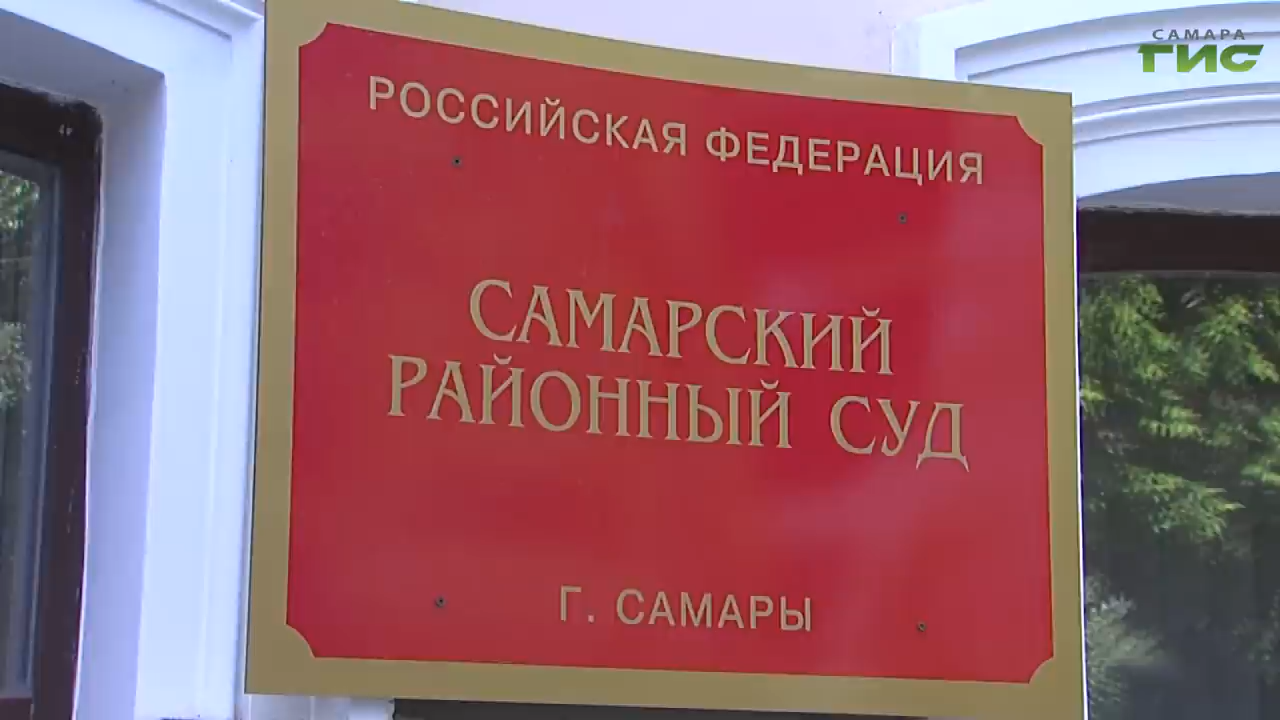 САМАРА
ГИС
РОССИЙСКАЯ ФЕДЕРАЦИЯ
САМАРСКИЙ
РАЙОННЫЙ СУД
Г. САМАРЫ